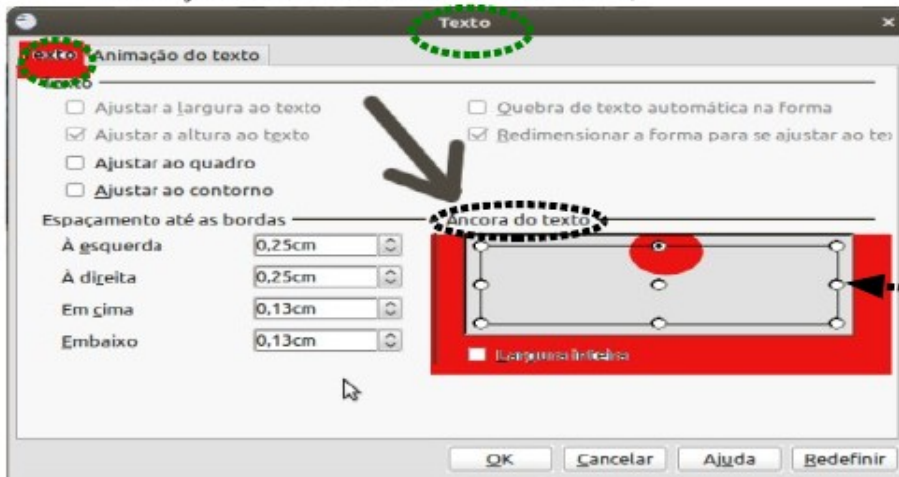 Texto
Texto Animação do texto
Texto
Ajustar a largura ao texto
Quebra de texto automática na forma
Ajustar a altura ao texto
Redimensionar a forma para se ajustar ao tex
Ajustar ao quadro
Ajustar ao contorno
Espaçamento até as bordas
Âncora do texto
À esquerda 0,25cm
À direita 0,25cm
Em cima 0,13cm
Embaixo 0,13cm
Largura inteira
OK Cancelar Ajuda Redefinir